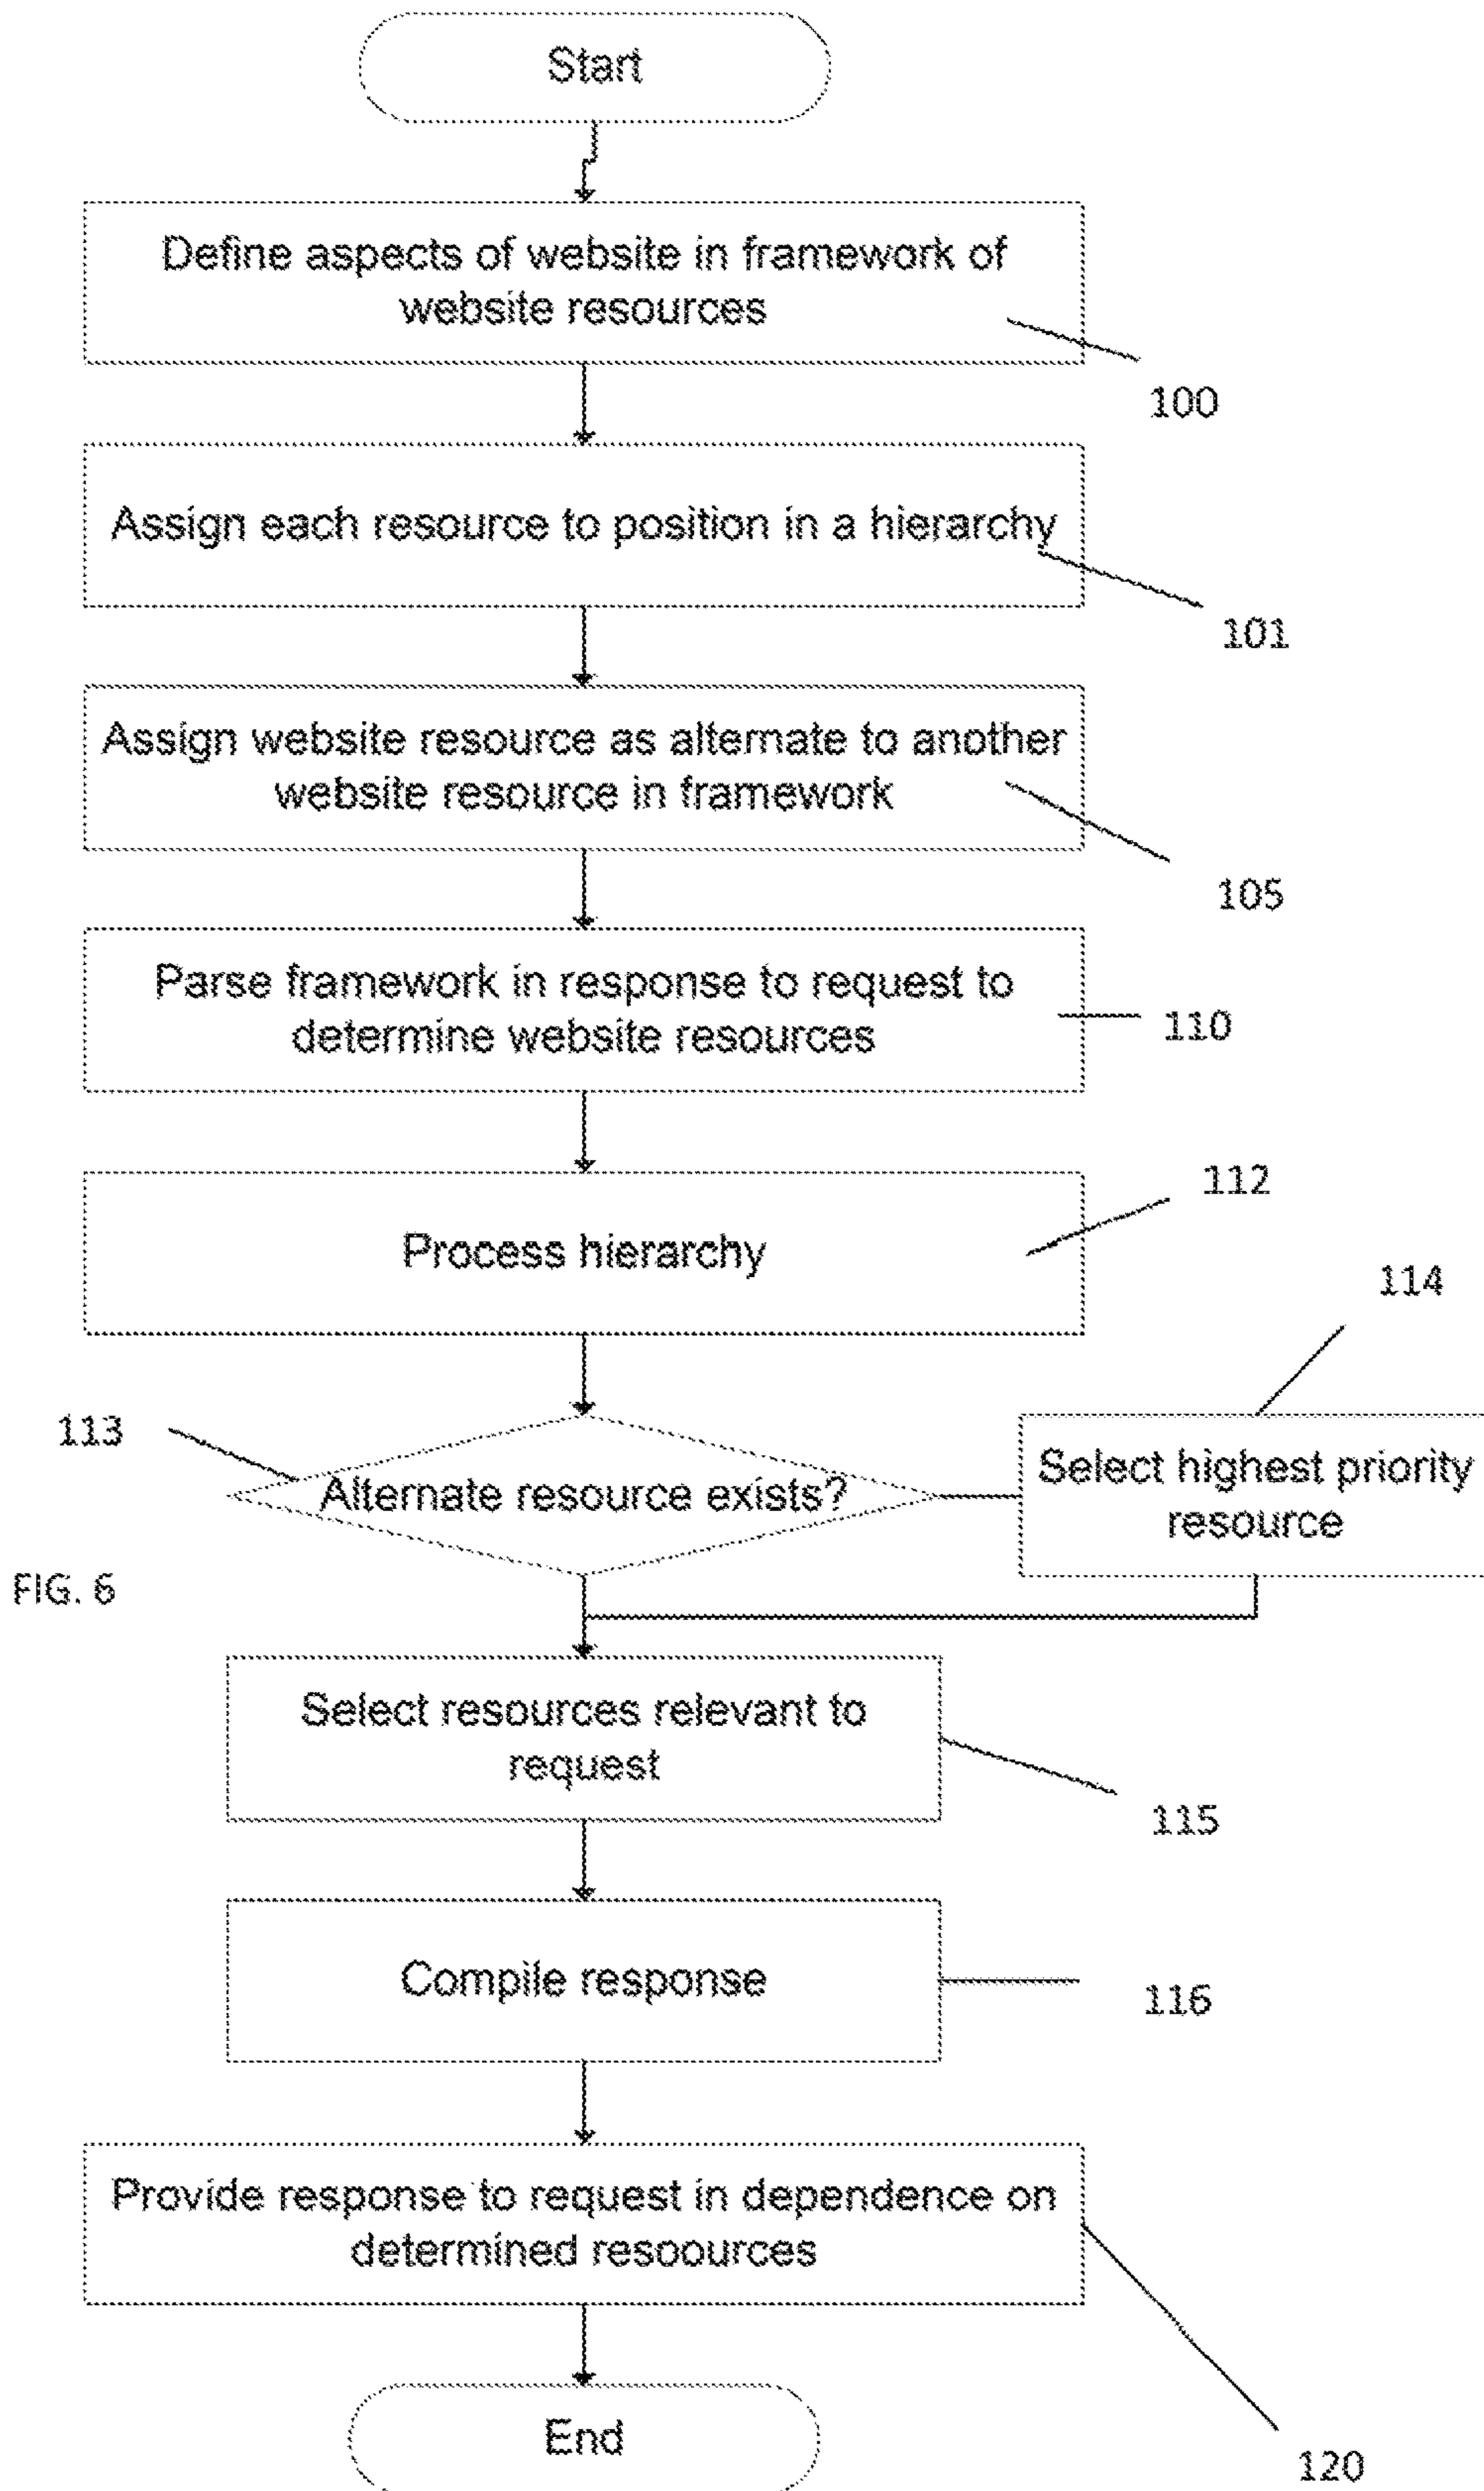 Start
Define aspects of website in framework of
website resources
100
Assign each resource to position in a hierarchy
101
Assign website resource as alternate to another
website resource in framework
105
Parse framework in response to request to
determine website resources
110
Process hierarchy
112
113
Alternate resource exists?
114
Select highest priority
resource
FIG. 6
Select resources relevant to
request
115
Compile response
116
Provide response to request in dependence on
determined resoources
120
End